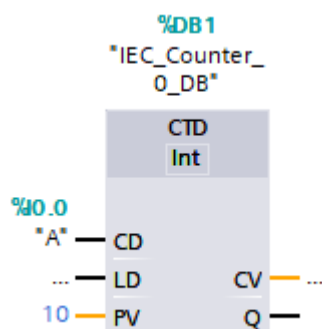 %DB1
"IEC_Counter_
0_DB"
CTD
Int
%I0.0
"A"
CD
...
LD
CV
...
10
PV
Q